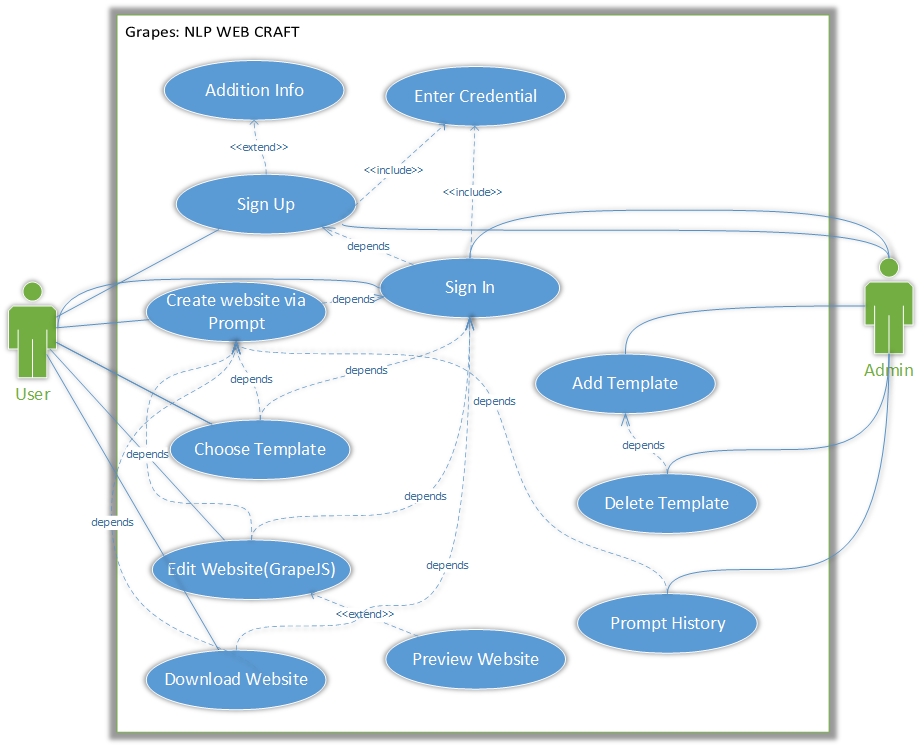 Grapes: NLP WEB CRAFT
Addition Info
Enter Credential
<<extend>>
<<include>>
<<include>>
Sign Up
depends
Sign In
Create website via
Prompt
depends
User
Admin
depends
depends
Add Template
depends
Choose Template
depends
depends
depends
Delete Template
depends
Edit Website(GrapeJS)
depends
<<extend>>
Prompt History
Preview Website
Download Website